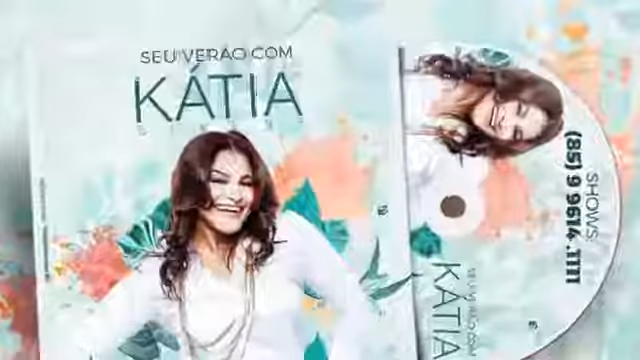 SEU VERÃO COM
KÁTIA
SHOWS:
(85) 9 9614.1111
SEU VERÃO COM
KÁTIA